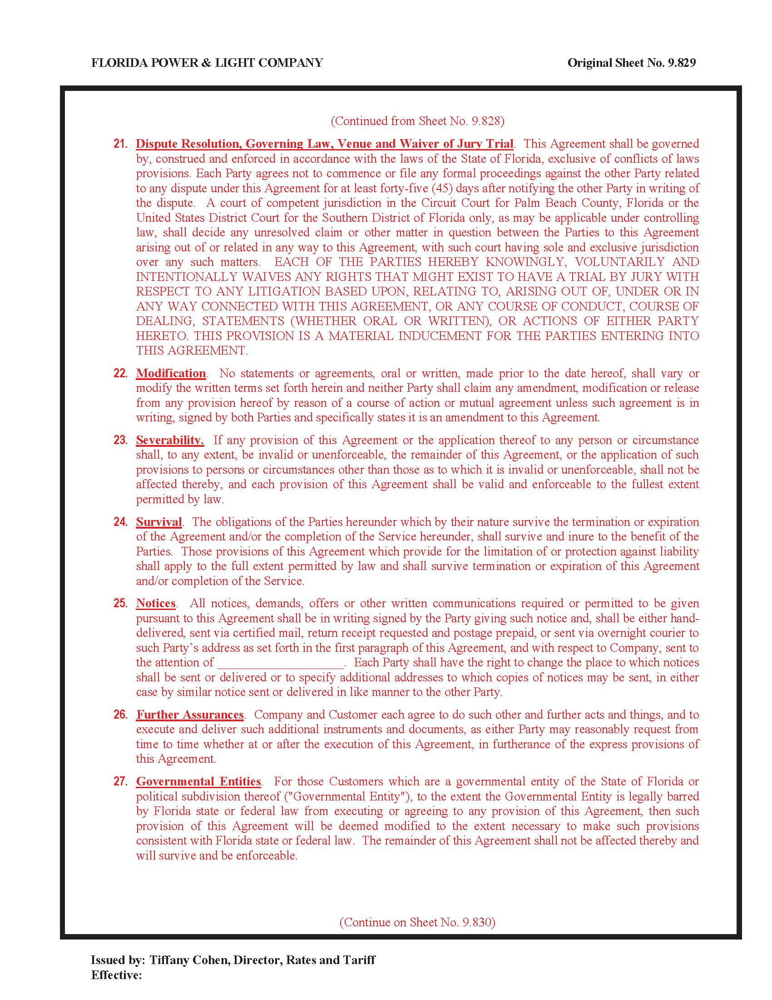 FLORIDA POWER & LIGHT COMPANY Original Sheet No. 9.829
(Continued from Sheet No. 9.828)
21. Dispute Resolution, Governing Law, Venue and Waiver of Jury Trial. This Agreement shall be governed
by, construed and enforced in accordance with the laws of the State of Florida, exclusive of conflicts of laws
provisions. Each Party agrees not to commence or file any formal proceedings against the other Party related
to any dispute under this Agreement for at least forty-five (45) days after notifying the other Party in writing of
the dispute. A court of competent jurisdiction in the Circuit Court for Palm Beach County, Florida or the
United States District Court for the Southern District of Florida only, as may be applicable under controlling
law, shall decide any unresolved claim or other matter in question between the Parties to this Agreement
arising out of or related in any way to this Agreement, with such court having sole and exclusive jurisdiction
over any such matters. EACH OF THE PARTIES HEREBY KNOWINGLY, VOLUNTARILY AND
INTENTIONALLY WAIVES ANY RIGHTS THAT MIGHT EXIST TO HAVE A TRIAL BY JURY WITH
RESPECT TO ANY LITIGATION BASED UPON, RELATING TO, ARISING OUT OF, UNDER OR IN
ANY WAY CONNECTED WITH THIS AGREEMENT, OR ANY COURSE OF CONDUCT, COURSE OF
DEALING, STATEMENTS (WHETHER ORAL OR WRITTEN), OR ACTIONS OF EITHER PARTY
HERETO. THIS PROVISION IS A MATERIAL INDUCEMENT FOR THE PARTIES ENTERING INTO
THIS AGREEMENT.
22. Modification. No statements or agreements, oral or written, made prior to the date hereof, shall vary or
modify the written terms set forth herein and neither Party shall claim any amendment, modification or release
from any provision hereof by reason of a course of action or mutual agreement unless such agreement is in
writing, signed by both Parties and specifically states it is an amendment to this Agreement.
23. Severability. If any provision of this Agreement or the application thereof to any person or circumstance
shall, to any extent, be invalid or unenforceable, the remainder of this Agreement, or the application of such
provisions to persons or circumstances other than those as to which it is invalid or unenforceable, shall not be
affected thereby, and each provision of this Agreement shall be valid and enforceable to the fullest extent
permitted by law.
24. Survival. The obligations of the Parties hereunder which by their nature survive the termination or expiration
of the Agreement and/or the completion of the Service hereunder, shall survive and inure to the benefit of the
Parties. Those provisions of this Agreement which provide for the limitation of or protection against liability
shall apply to the full extent permitted by law and shall survive termination or expiration of this Agreement
and/or completion of the Service.
25. Notices. All notices, demands, offers or other written communications required or permitted to be given
pursuant to this Agreement shall be in writing signed by the Party giving such notice and, shall be either hand-
delivered, sent via certified mail, return receipt requested and postage prepaid, or sent via overnight courier to
such Party’s address as set forth in the first paragraph of this Agreement, and with respect to Company, sent to
the attention of ____________________. Each Party shall have the right to change the place to which notices
shall be sent or delivered or to specify additional addresses to which copies of notices may be sent, in either
case by similar notice sent or delivered in like manner to the other Party.
26. Further Assurances. Company and Customer each agree to do such other and further acts and things, and to
execute and deliver such additional instruments and documents, as either Party may reasonably request from
time to time whether at or after the execution of this Agreement, in furtherance of the express provisions of
this Agreement.
27. Governmental Entities. For those Customers which are a governmental entity of the State of Florida or
political subdivision thereof ("Governmental Entity"), to the extent the Governmental Entity is legally barred
by Florida state or federal law from executing or agreeing to any provision of this Agreement, then such
provision of this Agreement will be deemed modified to the extent necessary to make such provisions
consistent with Florida state or federal law. The remainder of this Agreement shall not be affected thereby and
will survive and be enforceable.
(Continue on Sheet No. 9.830)
Issued by: Tiffany Cohen, Director, Rates and Tariff
Effective: